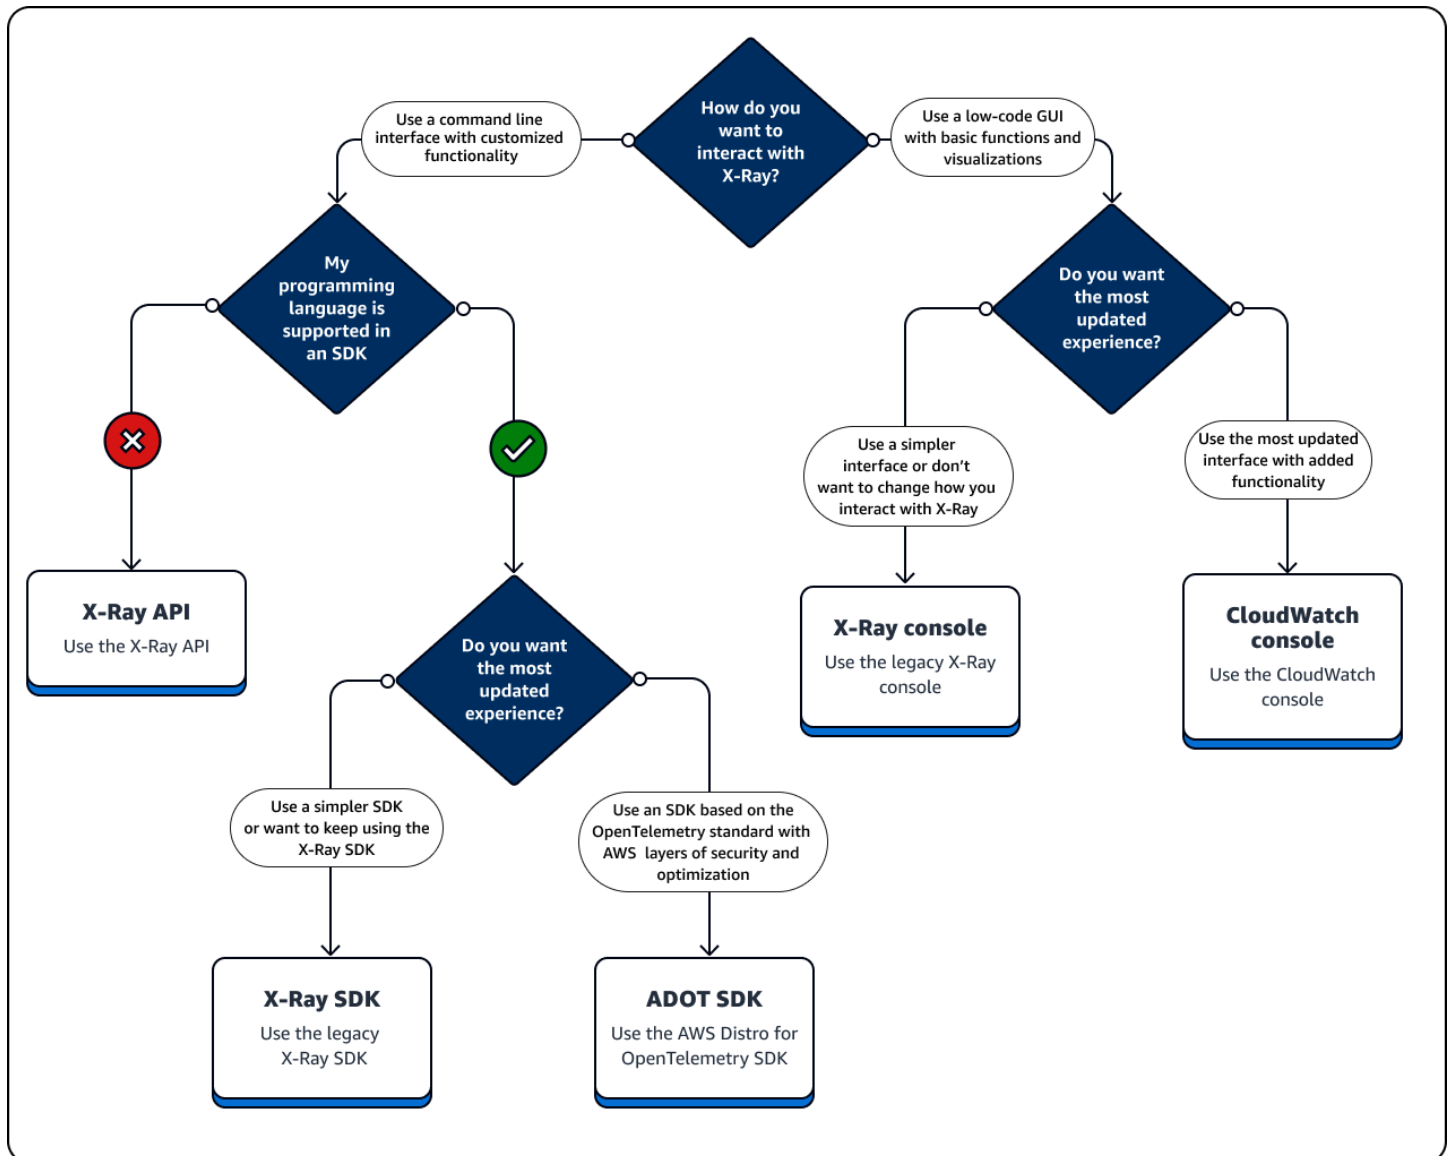 How do you
want to
interact with
X-Ray?
Use a command line
interface with customized
functionality
Use a low-code GUI
with basic functions and
visualizations
My
programming
language is
supported in
an SDK
Do you want
the most
updated
experience?
Use a simpler
interface or don't
want to change how you
interact with X-Ray
Use the most updated
interface with added
functionality
X-Ray API
Use the X-Ray API
Do you want
the most
updated
experience?
X-Ray console
Use the legacy X-Ray
console
CloudWatch
console
Use the CloudWatch
console
Use a simpler SDK
or want to keep using the
X-Ray SDK
Use an SDK based on the
OpenTelemetry standard with
AWS layers of security and
optimization
X-Ray SDK
Use the legacy
X-Ray SDK
ADOT SDK
Use the AWS Distro for
OpenTelemetry SDK